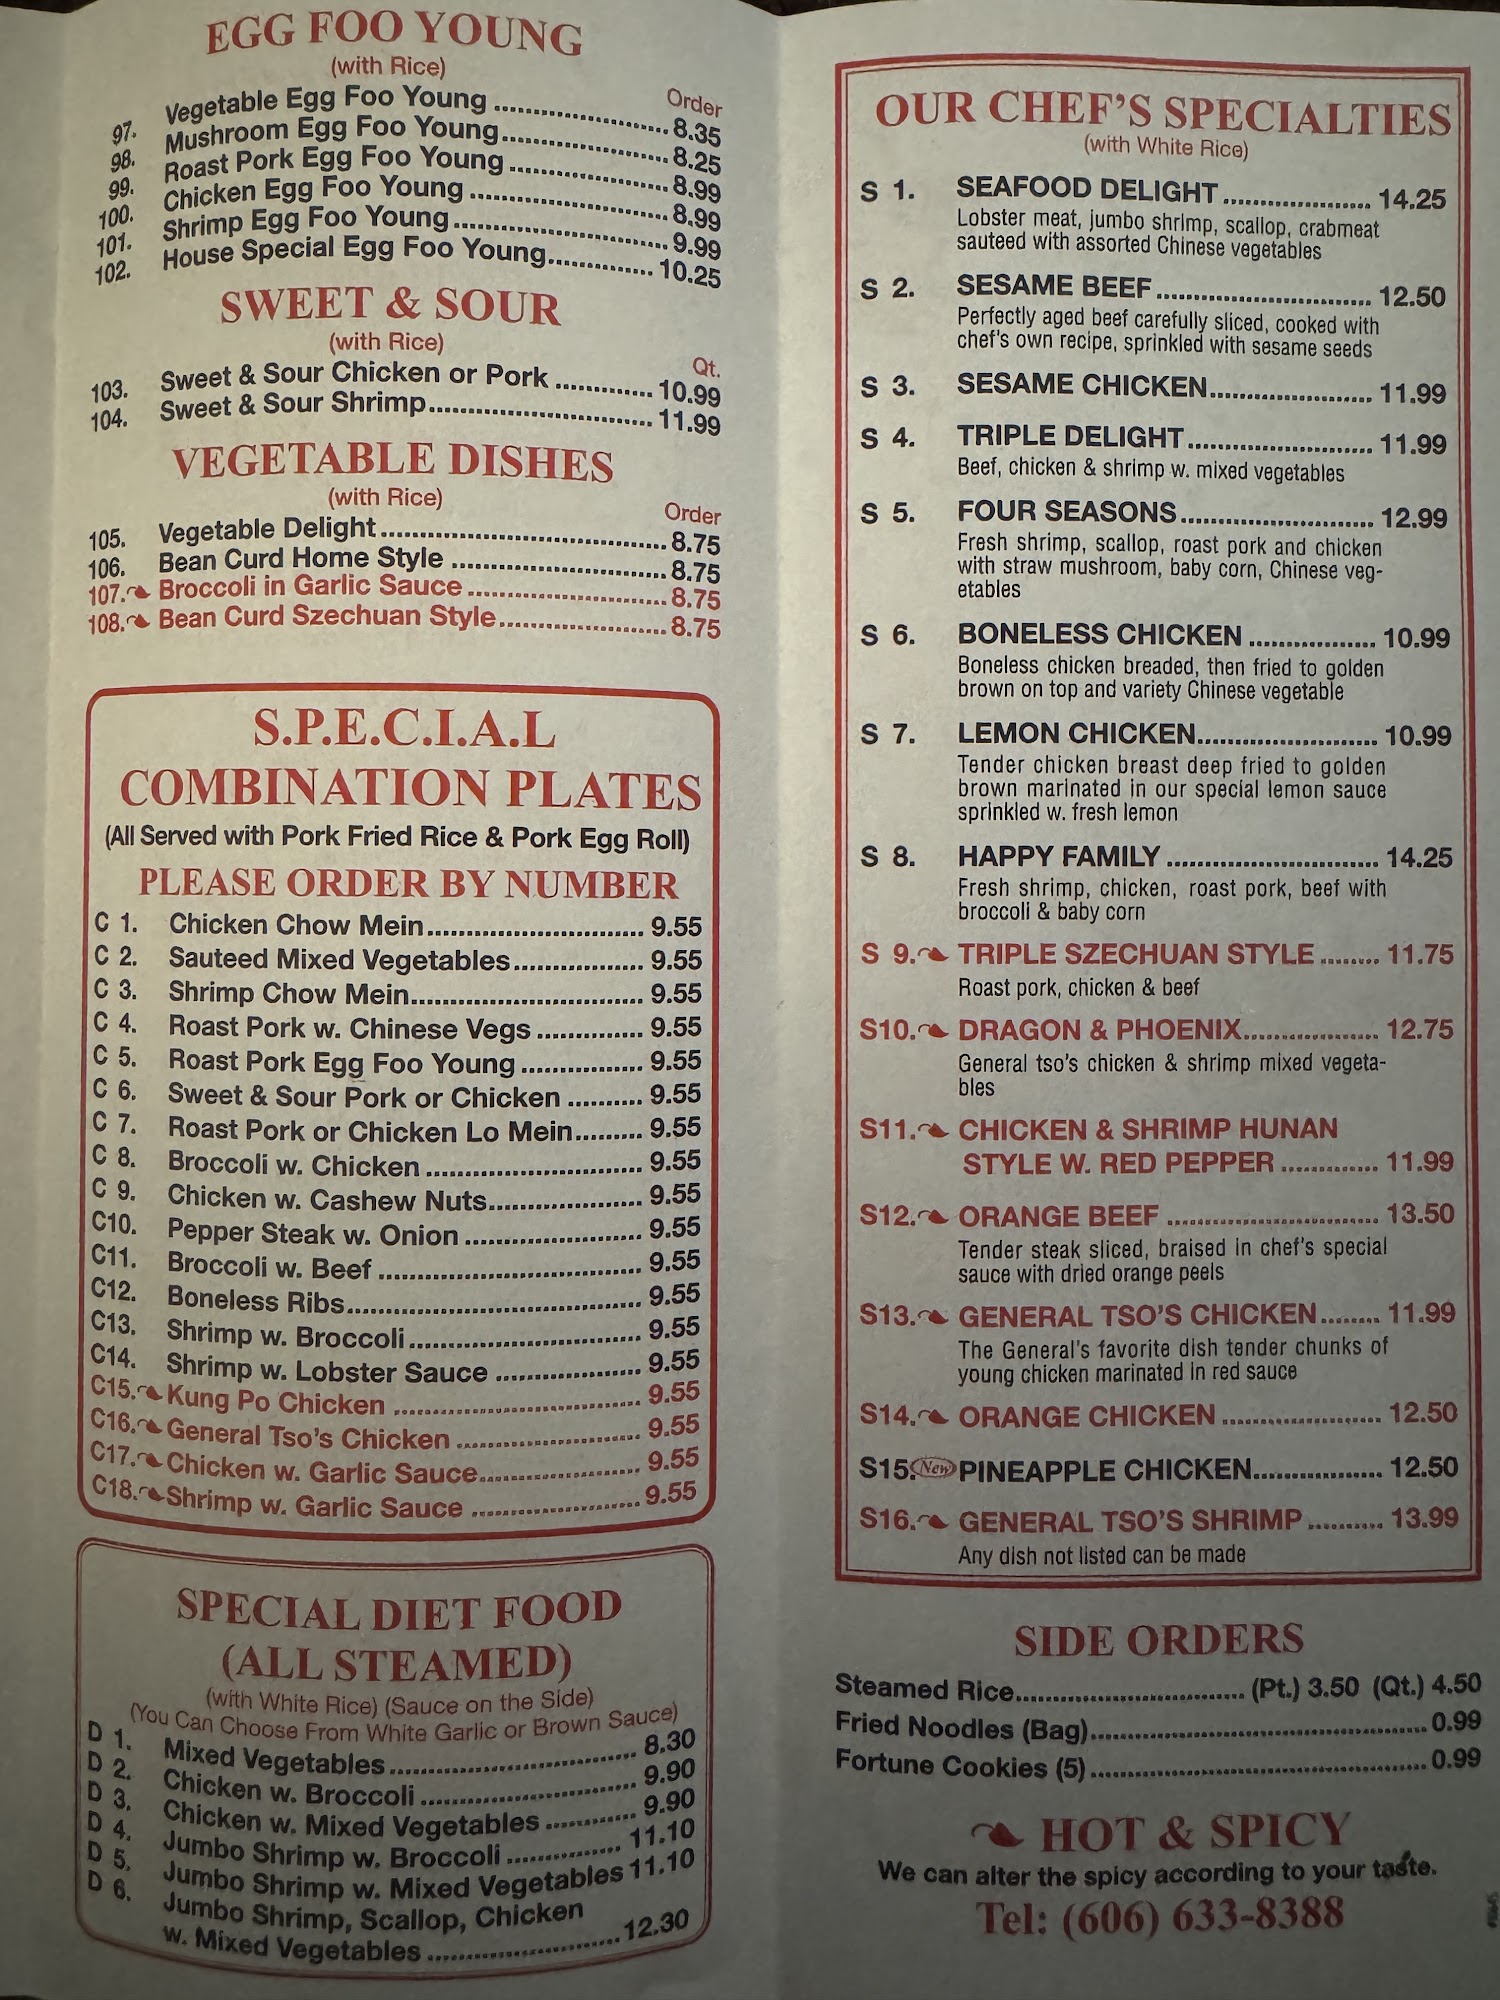 EGG FOO YOUNG
(with Rice)
Order
97. Vegetable Egg Foo Young 8.35
98. Mushroom Egg Foo Young 8.25
99. Roast Pork Egg Foo Young 8.99
100. Chicken Egg Foo Young 8.99
101. Shrimp Egg Foo Young 9.99
102. House Special Egg Foo Young 10.25
SWEET & SOUR
(with Rice)
Qt.
103. Sweet & Sour Chicken or Pork 10.99
104. Sweet & Sour Shrimp 11.99
VEGETABLE DISHES
(with Rice)
Order
105. Vegetable Delight 8.75
106. Bean Curd Home Style 8.75
107. Broccoli in Garlic Sauce 8.75
108. Bean Curd Szechuan Style 8.75
S.P.E.C.I.A.L
COMBINATION PLATES
(All Served with Pork Fried Rice & Pork Egg Roll)
PLEASE ORDER BY NUMBER
C 1. Chicken Chow Mein 9.55
C 2. Sauteed Mixed Vegetables 9.55
C 3. Shrimp Chow Mein 9.55
C 4. Roast Pork w. Chinese Vegs 9.55
C 5. Roast Pork Egg Foo Young 9.55
C 6. Sweet & Sour Pork or Chicken 9.55
C 7. Roast Pork or Chicken Lo Mein 9.55
C 8. Broccoli w. Chicken 9.55
C 9. Chicken w. Cashew Nuts 9.55
C10. Pepper Steak w. Onion 9.55
C11. Broccoli w. Beef 9.55
C12. Boneless Ribs 9.55
C13. Shrimp w. Broccoli 9.55
C14. Shrimp w. Lobster Sauce 9.55
C15. Kung Po Chicken 9.55
C16. General Tso's Chicken 9.55
C17. Chicken w. Garlic Sauce 9.55
C18. Shrimp w. Garlic Sauce 9.55
SPECIAL DIET FOOD
(ALL STEAMED)
(with White Rice) (Sauce on the Side)
(You Can Choose From White Garlic or Brown Sauce)
D 1. Mixed Vegetables 8.30
D 2. Chicken w. Broccoli 9.90
D 3. Chicken w. Mixed Vegetables 9.90
D 4. Jumbo Shrimp w. Broccoli 11.10
D 5. Jumbo Shrimp w. Mixed Vegetables 11.10
D 6. Jumbo Shrimp, Scallop, Chicken
w. Mixed Vegetables 12.30
OUR CHEF'S SPECIALTIES
(with White Rice)
S 1. SEAFOOD DELIGHT 14.25
Lobster meat, jumbo shrimp, scallop, crabmeat
sauteed with assorted Chinese vegetables
S 2. SESAME BEEF 12.50
Perfectly aged beef carefully sliced, cooked with
chef's own recipe, sprinkled with sesame seeds
S 3. SESAME CHICKEN 11.99
S 4. TRIPLE DELIGHT 11.99
Beef, chicken & shrimp w. mixed vegetables
S 5. FOUR SEASONS 12.99
Fresh shrimp, scallop, roast pork and chicken
with straw mushroom, baby corn, Chinese veg-
etables
S 6. BONELESS CHICKEN 10.99
Boneless chicken breaded, then fried to golden
brown on top and variety Chinese vegetable
S 7. LEMON CHICKEN 10.99
Tender chicken breast deep fried to golden
brown marinated in our special lemon sauce
sprinkled w. fresh lemon
S 8. HAPPY FAMILY 14.25
Fresh shrimp, chicken, roast pork, beef with
broccoli & baby corn
S 9. TRIPLE SZECHUAN STYLE 11.75
Roast pork, chicken & beef
S10. DRAGON & PHOENIX 12.75
General tso's chicken & shrimp mixed vegeta-
bles
S11. CHICKEN & SHRIMP HUNAN
STYLE W. RED PEPPER 11.99
S12. ORANGE BEEF 13.50
Tender steak sliced, braised in chef's special
sauce with dried orange peels
S13. GENERAL TSO'S CHICKEN 11.99
The General's favorite dish tender chunks of
young chicken marinated in red sauce
S14. ORANGE CHICKEN 12.50
S15. New PINEAPPLE CHICKEN 12.50
S16. GENERAL TSO'S SHRIMP 13.99
Any dish not listed can be made
SIDE ORDERS
Steamed Rice (Pt.) 3.50 (Qt.) 4.50
Fried Noodles (Bag) 0.99
Fortune Cookies (5) 0.99
HOT & SPICY
We can alter the spicy according to your taste.
Tel: (606) 633-8388